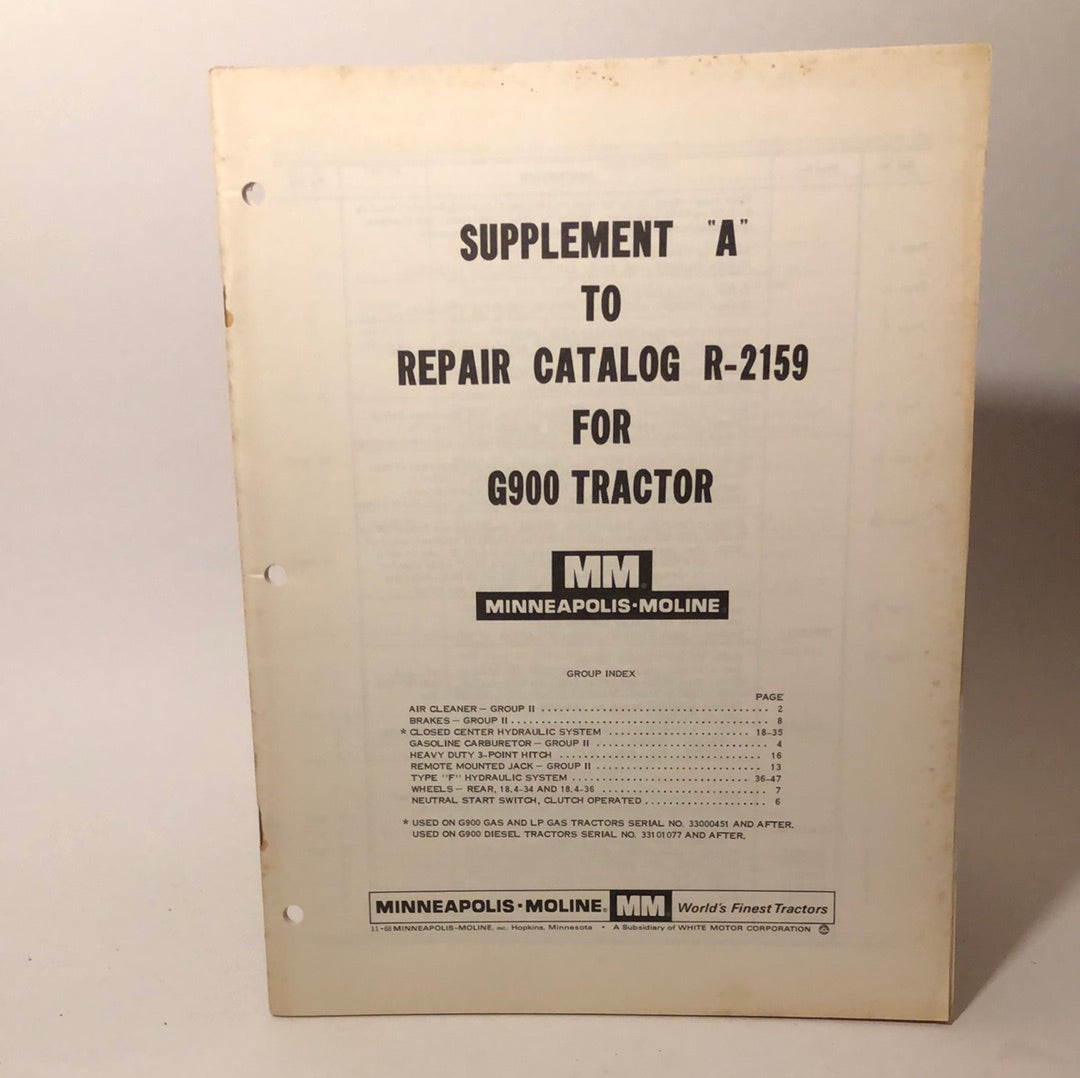 SUPPLEMENT "A"
TO
REPAIR CATALOG R-2159
FOR
G900 TRACTOR
MM
MINNEAPOLIS·MOLINE
GROUP INDEX
PAGE
AIR CLEANER — GROUP II ........................................ 2
BRAKES — GROUP II ............................................. 8
* CLOSED CENTER HYDRAULIC SYSTEM ........................... 18-35
GASOLINE CARBURETOR — GROUP II ............................... 4
HEAVY DUTY 3-POINT HITCH ..................................... 16
REMOTE MOUNTED JACK — GROUP II ............................... 13
TYPE "F" HYDRAULIC SYSTEM ................................. 36-47
WHEELS — REAR, 18.4-34 AND 18.4-36 ........................... 7
NEUTRAL START SWITCH, CLUTCH OPERATED ...................... 6
* USED ON G900 GAS AND LP GAS TRACTORS SERIAL NO. 33000451 AND AFTER.
USED ON G900 DIESEL TRACTORS SERIAL NO. 33101077 AND AFTER.
MINNEAPOLIS·MOLINE® MM World's Finest Tractors
11-68 MINNEAPOLIS-MOLINE, INC. Hopkins, Minnesota • A Subsidiary of WHITE MOTOR CORPORATION